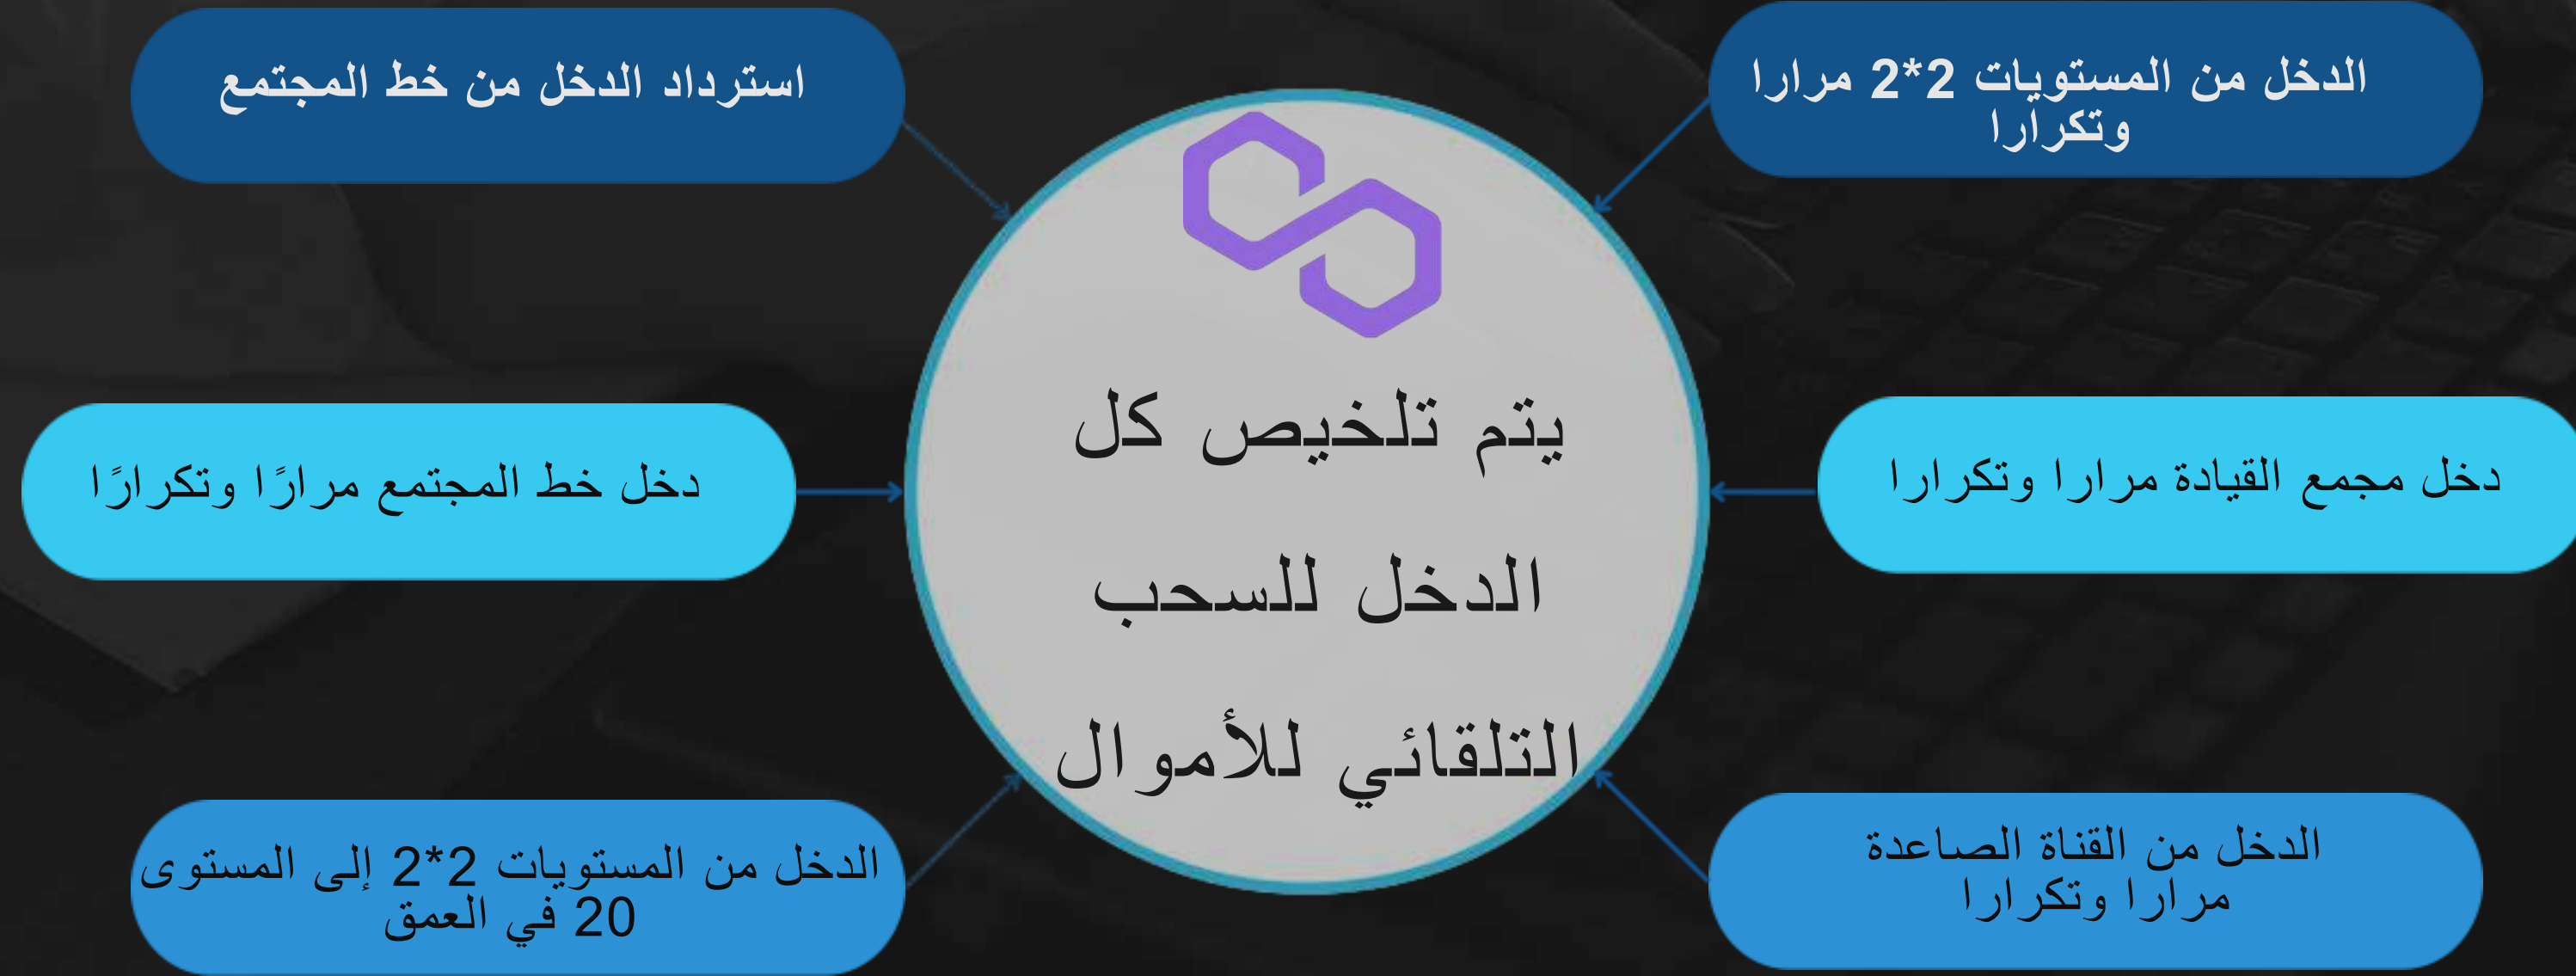 الدخل من المستويات 2*2 مرارا
وتكرارا
استرداد الدخل من خط المجتمع
يتم تلخيص كل
الدخل للسحب
التلقائي للأموال
دخل مجمع القيادة مرارا وتكرارا
دخل خط المجتمع مرارًا وتكرارًا
الدخل من القناة الصاعدة
مرارا وتكرارا
الدخل من المستويات 2*2 إلى المستوى
20 في العمق